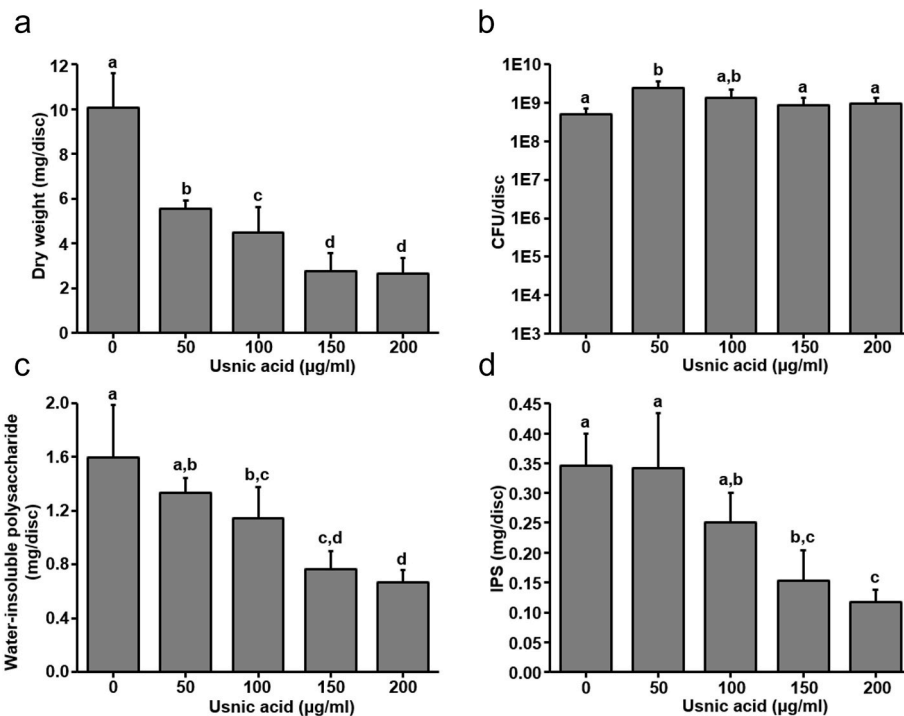 a
12
10
8
6
4
2
0
Dry weight (mg/disc)
a
b
c
d
d
0 50 100 150 200
Usnic acid (µg/ml)
b
1E10
1E9
1E8
1E7
1E6
1E5
1E4
1E3
CFU/disc
a
b
a,b
a
a
0 50 100 150 200
Usnic acid (µg/ml)
c
2.0
1.6
1.2
0.8
0.4
0.0
Water-insoluble polysaccharide
(mg/disc)
a
a,b
b,c
c,d
d
0 50 100 150 200
Usnic acid (µg/ml)
d
0.45
0.40
0.35
0.30
0.25
0.20
0.15
0.10
0.05
0.00
IPS (mg/disc)
a
a
a,b
b,c
c
0 50 100 150 200
Usnic acid (µg/ml)